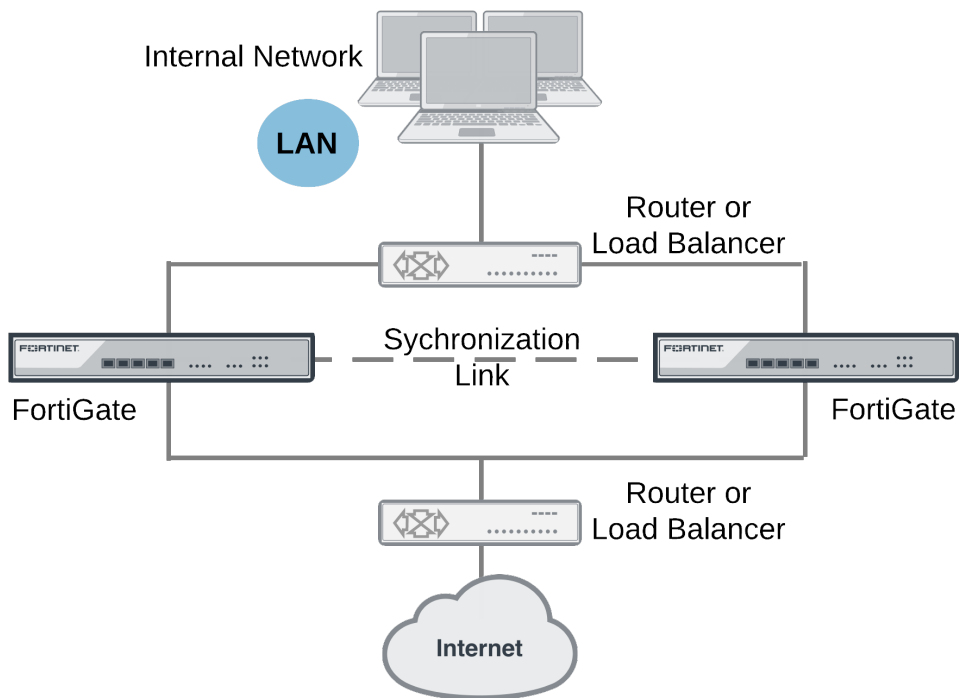 Internal Network
LAN
Router or
Load Balancer
FORTINET
FORTINET
Sychronization
Link
FortiGate
FortiGate
Router or
Load Balancer
Internet